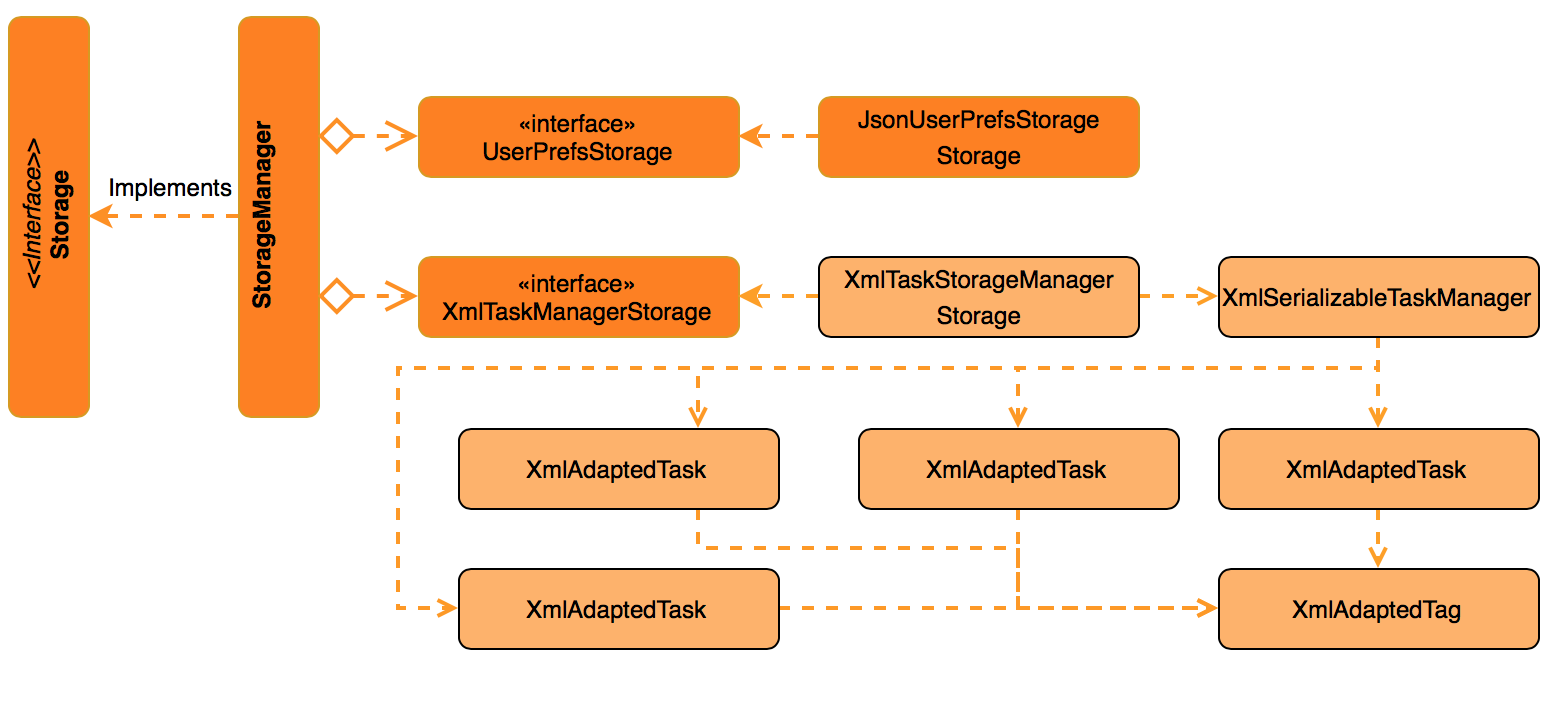 <<Interface>>
Storage
Implements
StorageManager
«interface»
UserPrefsStorage
JsonUserPrefsStorage
Storage
«interface»
XmlTaskManagerStorage
XmlTaskStorageManager
Storage
XmlSerializableTaskManager
XmlAdaptedTask
XmlAdaptedTask
XmlAdaptedTask
XmlAdaptedTask
XmlAdaptedTag